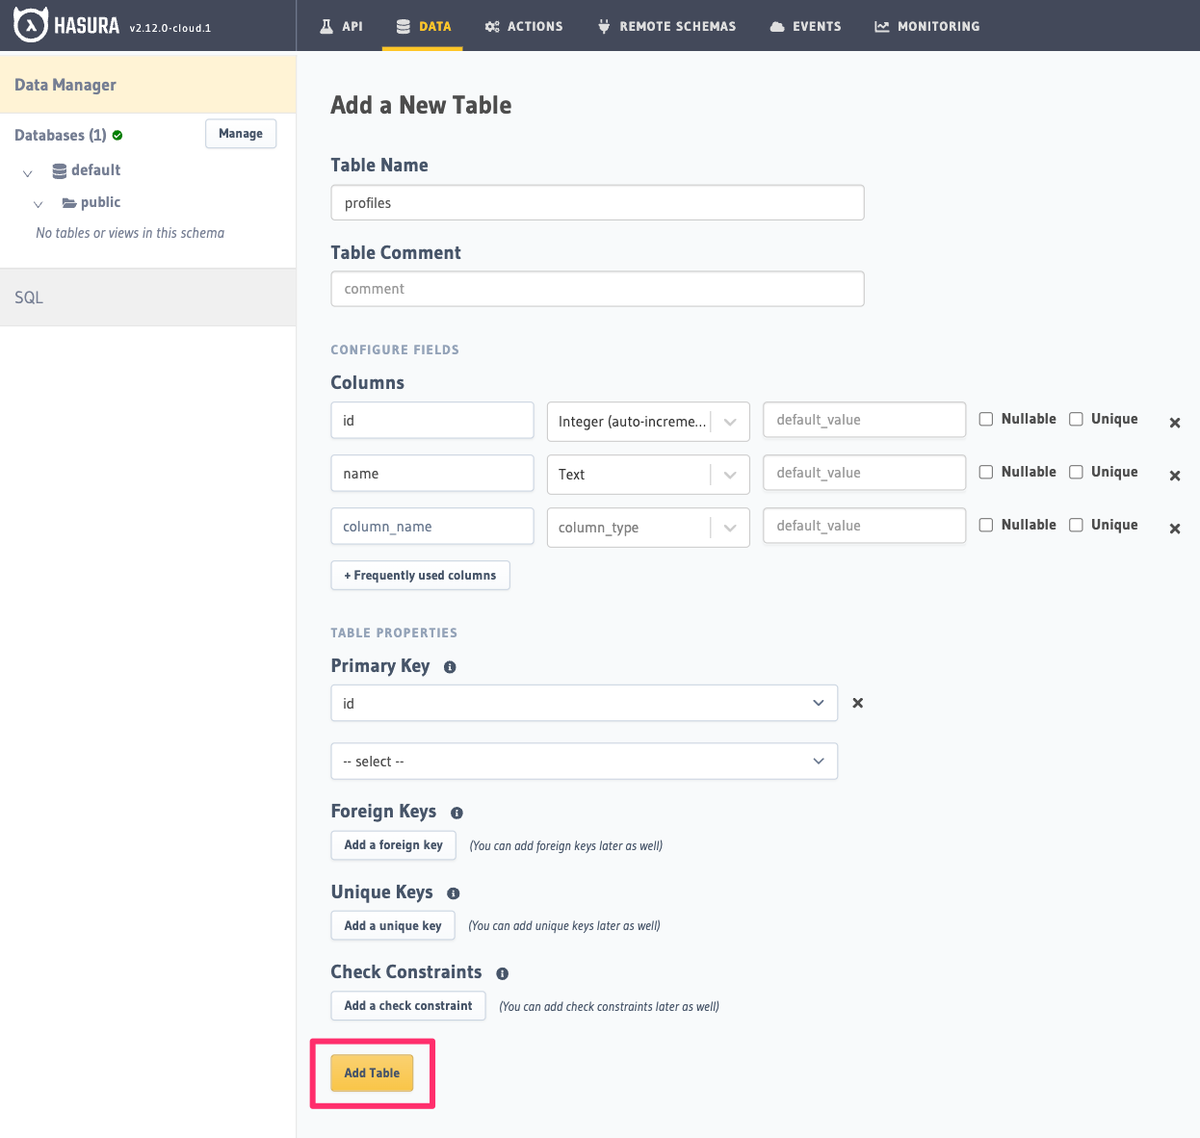 HASURA v2.12.0-cloud.1
API DATA ACTIONS REMOTE SCHEMAS EVENTS MONITORING
Data Manager
Databases (1) Manage
default
public
No tables or views in this schema
SQL
Add a New Table
Table Name
profiles
Table Comment
comment
CONFIGURE FIELDS
Columns
id Integer (auto-increme... default_value Nullable Unique
name Text default_value Nullable Unique
column_name column_type default_value Nullable Unique
+ Frequently used columns
TABLE PROPERTIES
Primary Key
id
-- select --
Foreign Keys
Add a foreign key (You can add foreign keys later as well)
Unique Keys
Add a unique key (You can add unique keys later as well)
Check Constraints
Add a check constraint (You can add check constraints later as well)
Add Table